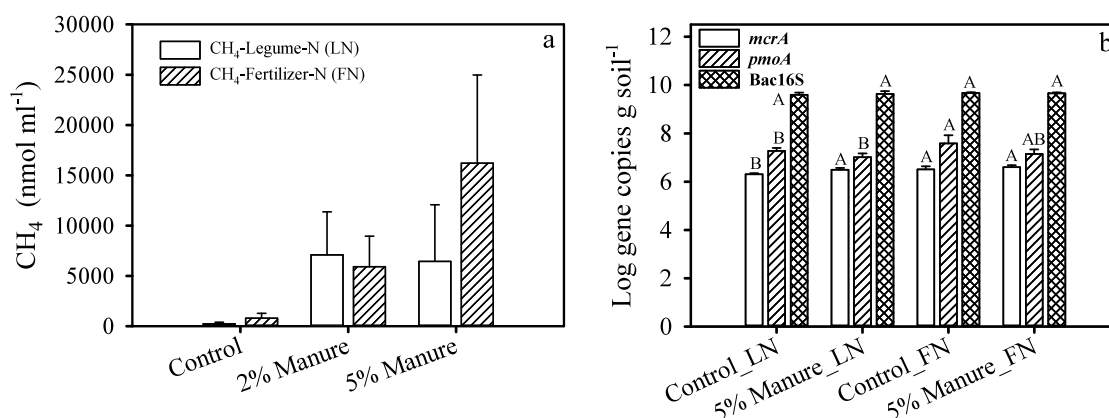 30000
25000
20000
15000
10000
5000
0
CH₄ (nmol ml⁻¹)
CH₄-Legume-N (LN)
CH₄-Fertilizer-N (FN)
a
Control
2% Manure
5% Manure
12
10
8
6
4
2
0
Log gene copies g soil⁻¹
mcrA
pmoA
Bac16S
b
A A A A
B B A B A A A AB
Control_LN
5% Manure_LN
Control_FN
5% Manure_FN